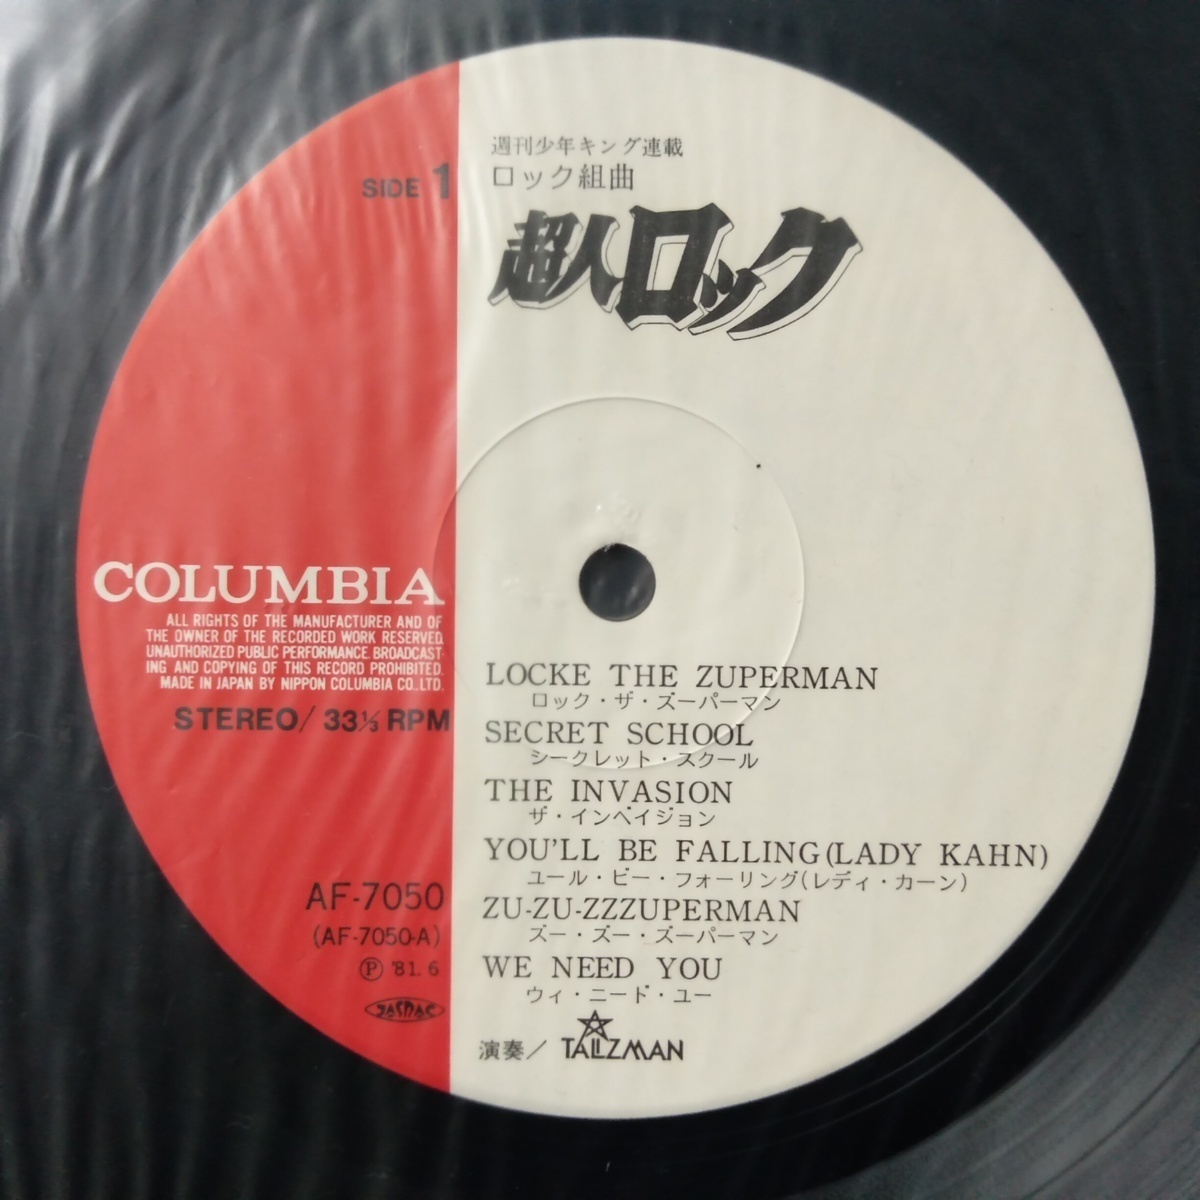 SIDE 1
週刊少年キング連載
ロック組曲
超人ロック
COLUMBIA
ALL RIGHTS OF THE MANUFACTURER AND OF
THE OWNER OF THE RECORDED WORK RESERVED.
UNAUTHORIZED PUBLIC PERFORMANCE. BROADCAST-
ING AND COPYING OF THIS RECORD PROHIBITED.
MADE IN JAPAN BY NIPPON COLUMBIA CO., LTD.
STEREO/ 33⅓ RPM
AF-7050
(AF-7050-A)
Ⓟ '81. 6
JASRAC
LOCKE THE ZUPERMAN
ロック・ザ・ズーパーマン
SECRET SCHOOL
シークレット・スクール
THE INVASION
ザ・インベイジョン
YOU'LL BE FALLING(LADY KAHN)
ユール・ビー・フォーリング(レディ・カーン)
ZU-ZU-ZZZUPERMAN
ズー・ズー・ズーパーマン
WE NEED YOU
ウィ・ニード・ユー
演奏/ TALIZMAN